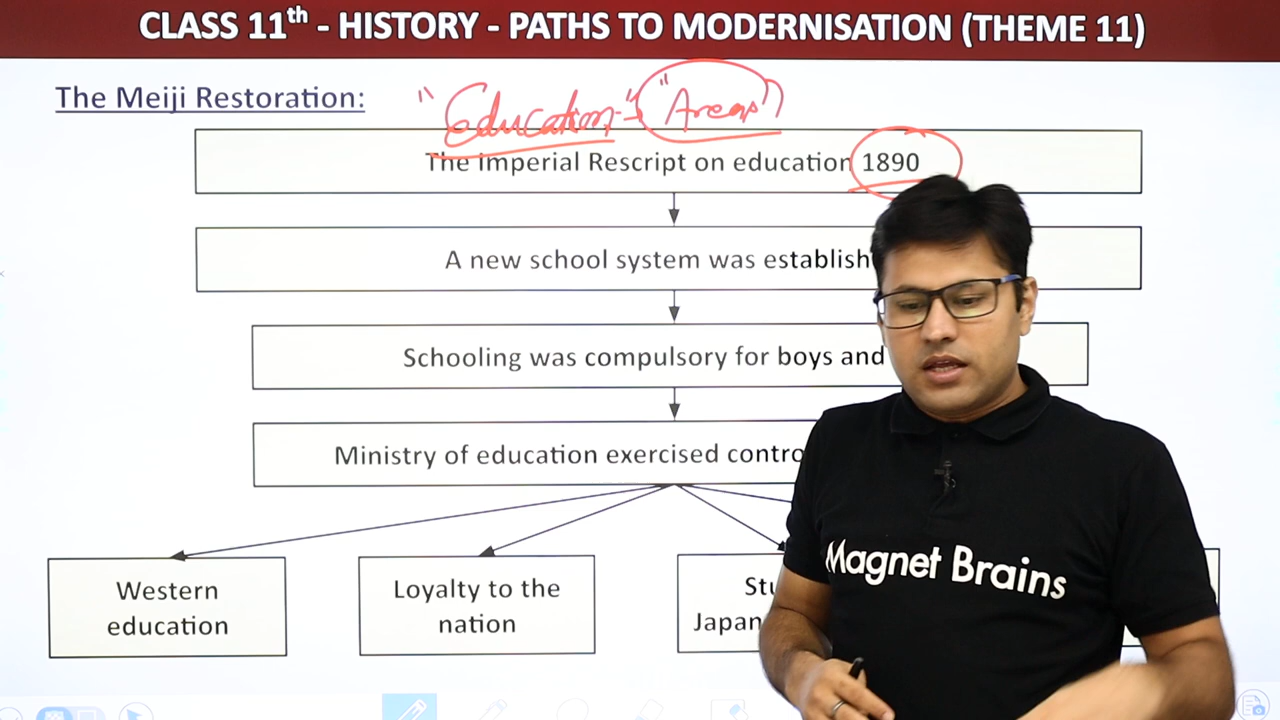 CLASS 11th - HISTORY - PATHS TO MODERNISATION (THEME 11)
The Meiji Restoration:
"Education" → "Areas"
The Imperial Rescript on education 1890
A new school system was establish
Schooling was compulsory for boys and
Ministry of education exercised contro
Western
education
Loyalty to the
nation
Stu
Japan
Magnet Brains